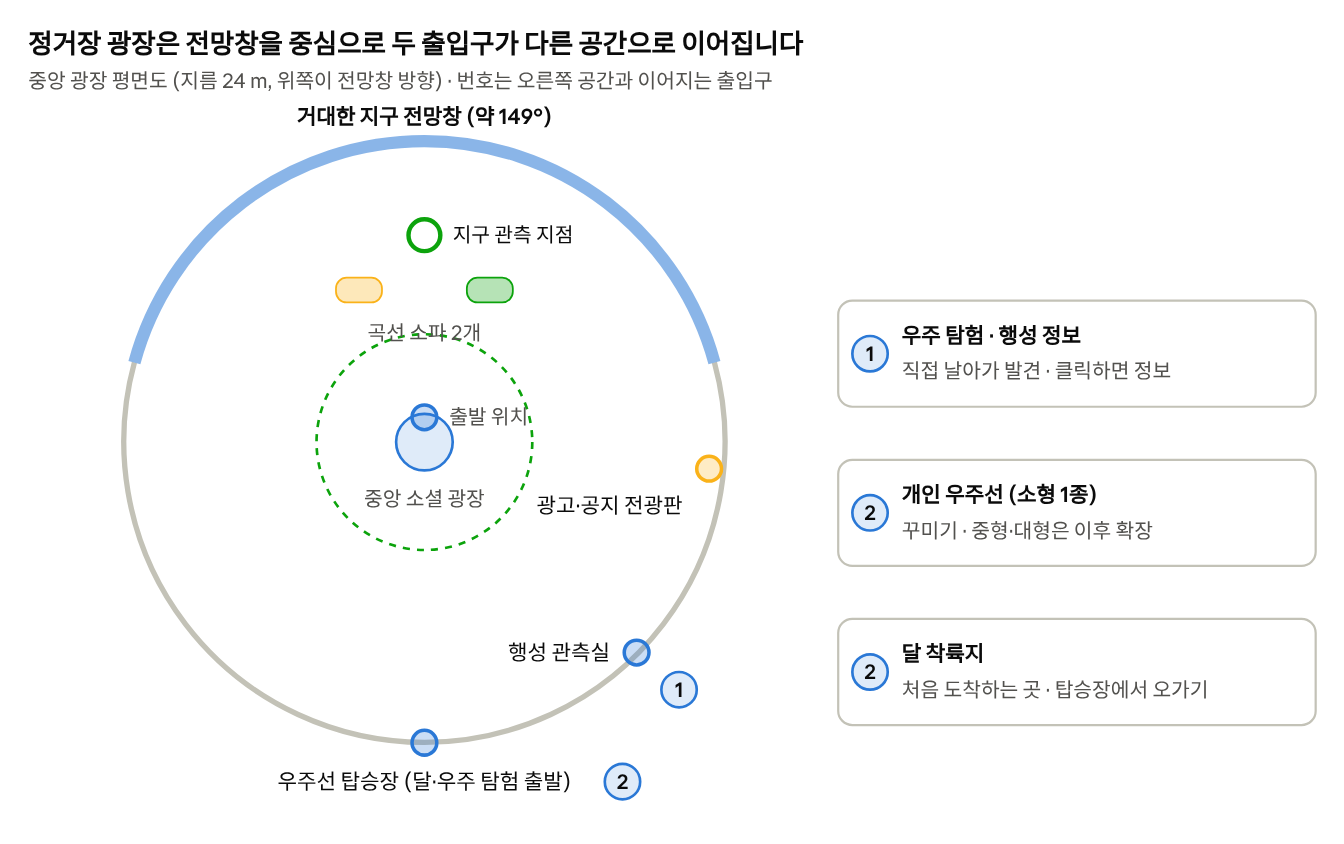 정거장 광장은 전망창을 중심으로 두 출입구가 다른 공간으로 이어집니다
중앙 광장 평면도 (지름 24 m, 위쪽이 전망창 방향) · 번호는 오른쪽 공간과 이어지는 출입구
거대한 지구 전망창 (약 149°)
지구 관측 지점
곡선 소파 2개
출발 위치
중앙 소셜 광장
광고·공지 전광판
행성 관측실
1
우주선 탑승장 (달·우주 탐험 출발)
2
1
우주 탐험 · 행성 정보
직접 날아가 발견 · 클릭하면 정보
2
개인 우주선 (소형 1종)
꾸미기 · 중형·대형은 이후 확장
2
달 착륙지
처음 도착하는 곳 · 탑승장에서 오가기